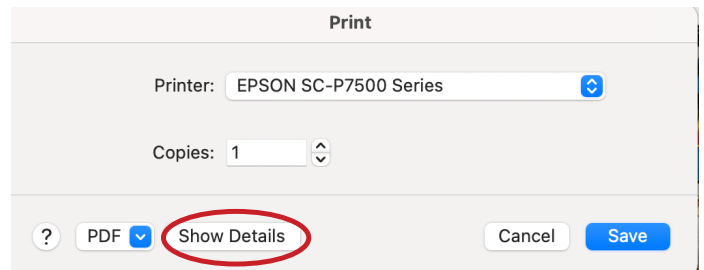 Print
Printer: EPSON SC-P7500 Series
Copies: 1
? PDF Show Details Cancel Save